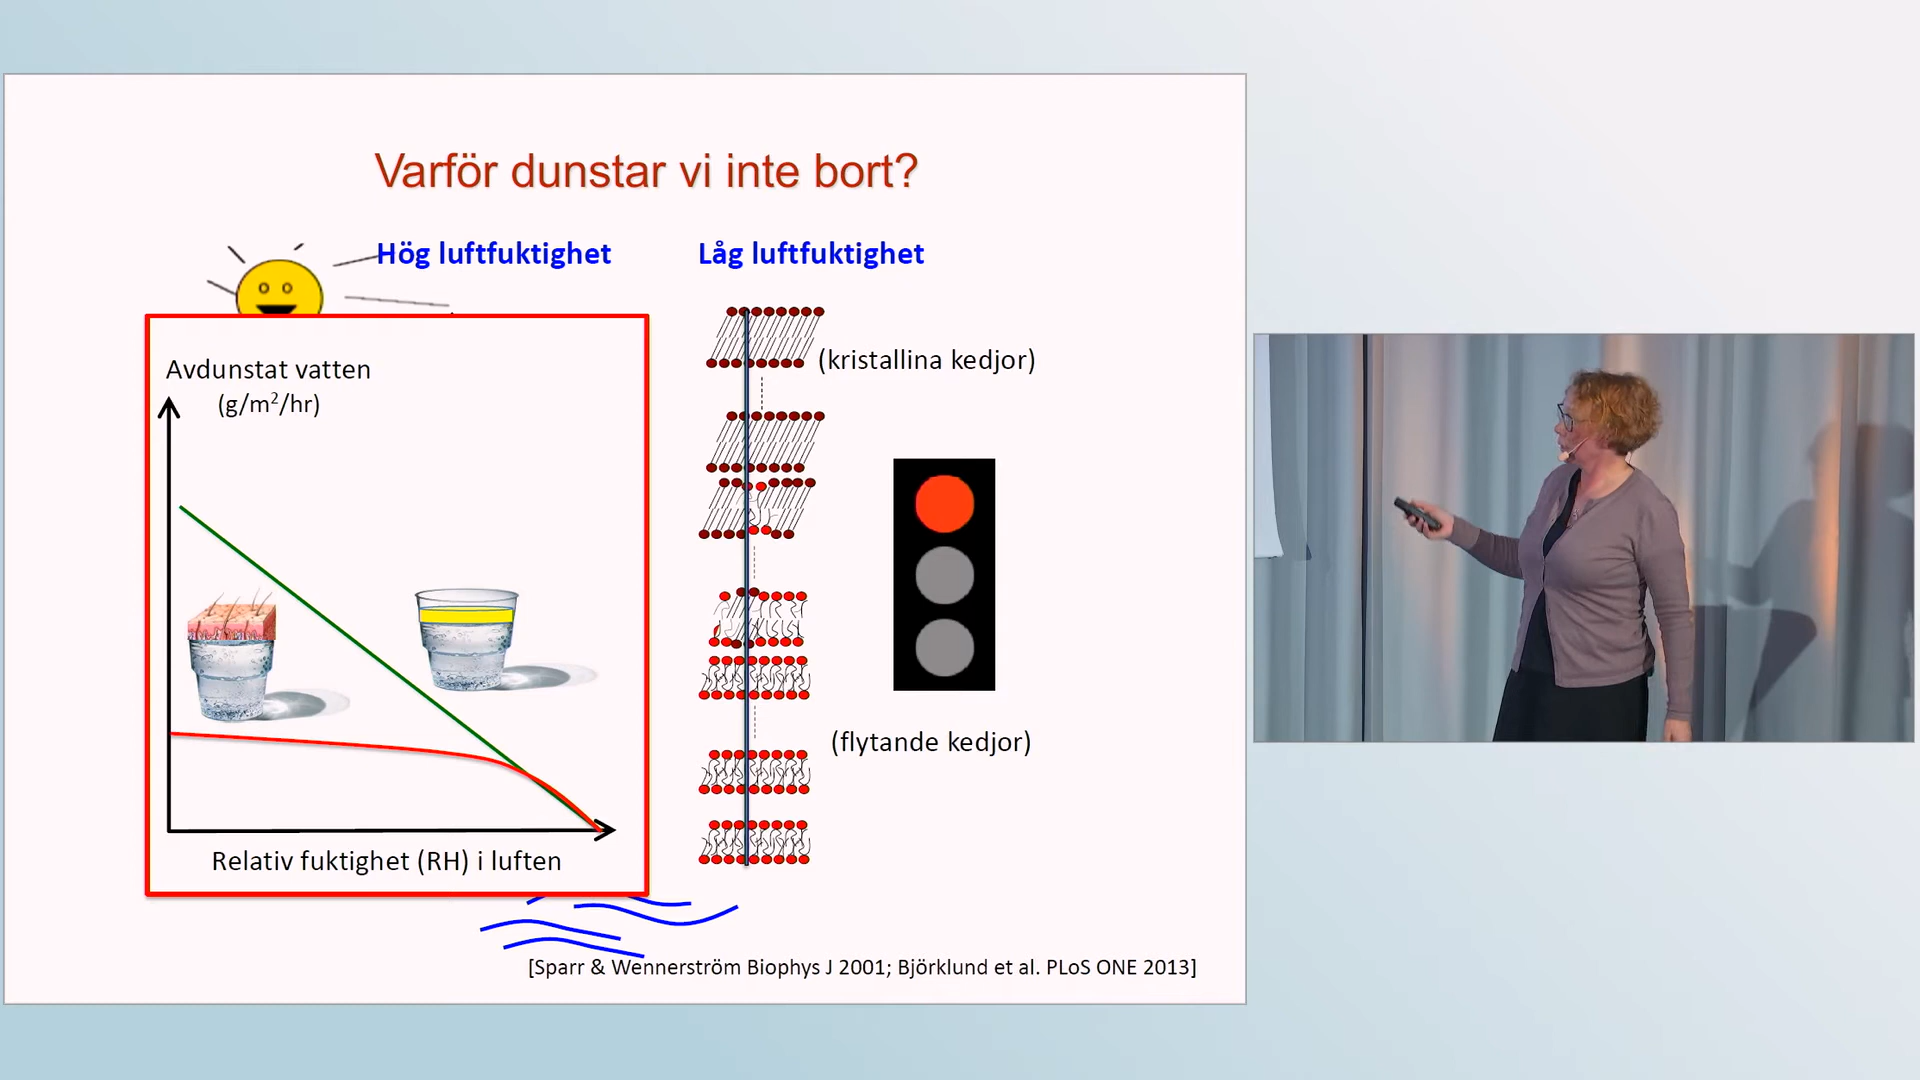 Varför dunstar vi inte bort?
Hög luftfuktighet
Låg luftfuktighet
Avdunstat vatten
(g/m²/hr)
(kristallina kedjor)
(flytande kedjor)
Relativ fuktighet (RH) i luften
[Sparr & Wennerström Biophys J 2001; Björklund et al. PLoS ONE 2013]